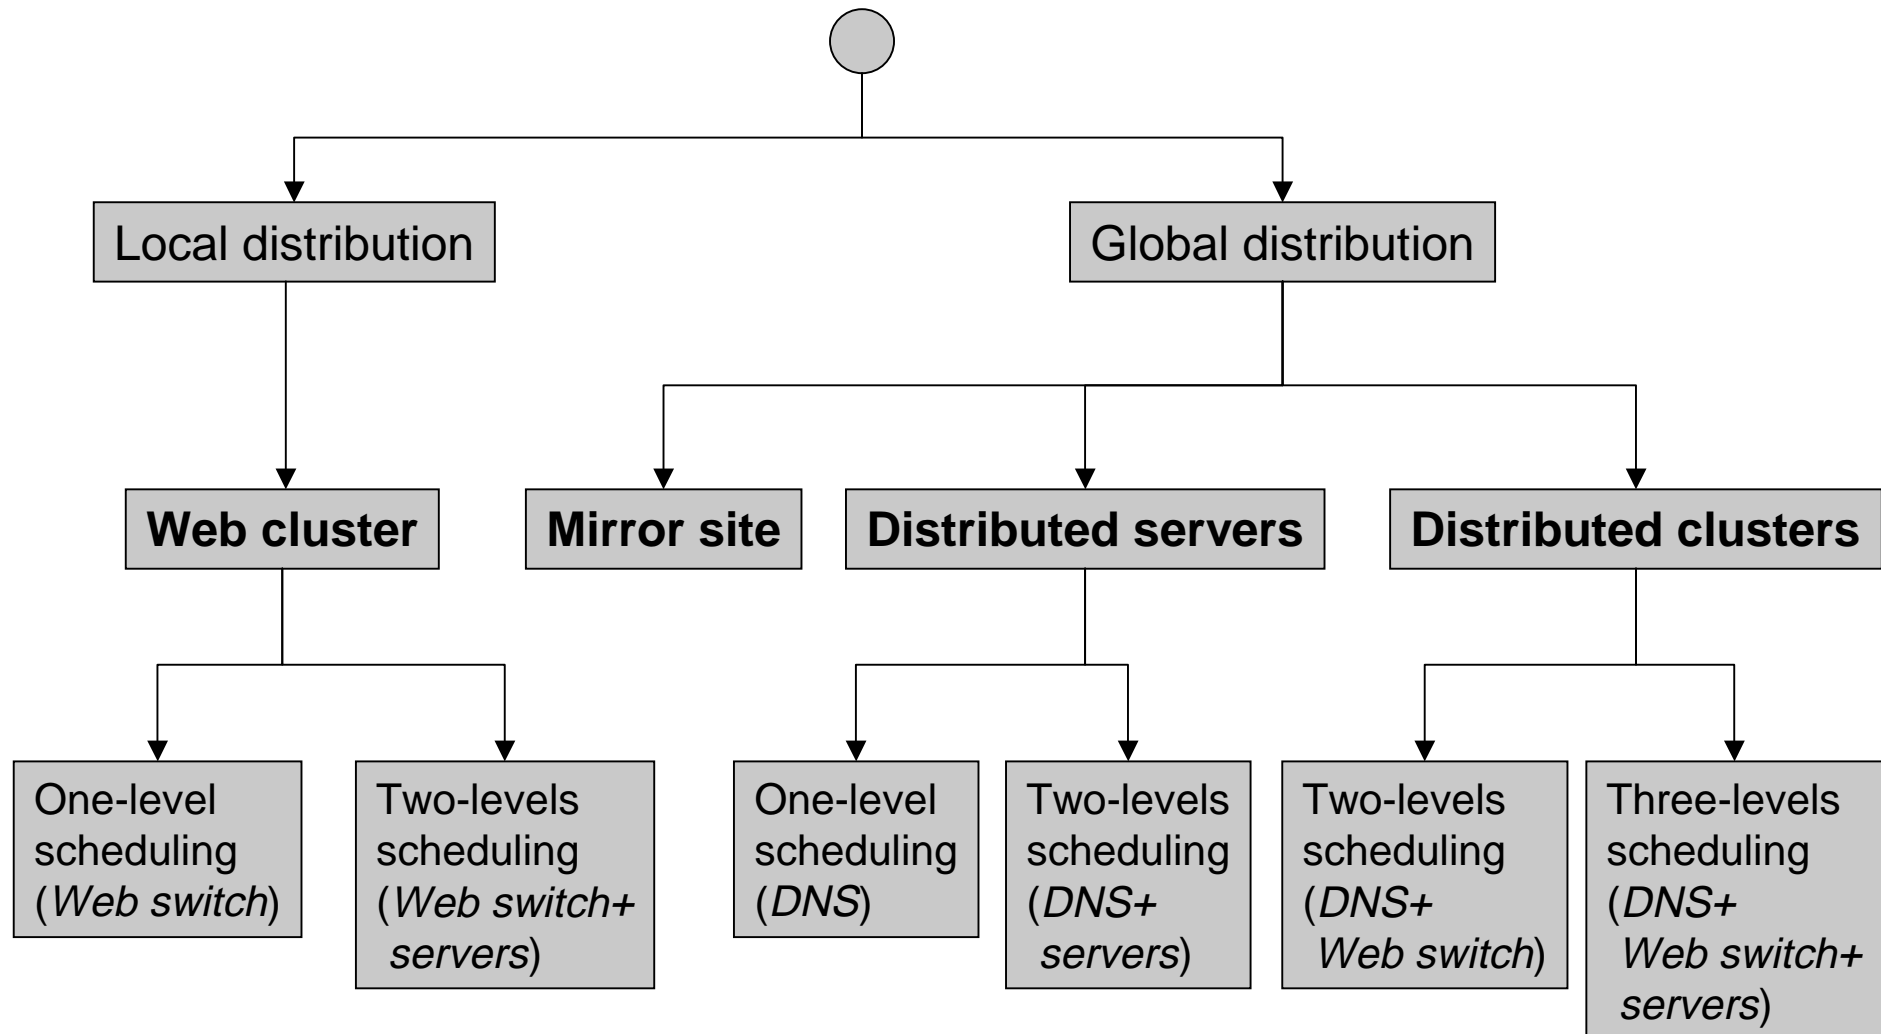 Local distribution
Global distribution
Web cluster
Mirror site
Distributed servers
Distributed clusters
One-level
scheduling
(Web switch)
Two-levels
scheduling
(Web switch+
servers)
One-level
scheduling
(DNS)
Two-levels
scheduling
(DNS+
servers)
Two-levels
scheduling
(DNS+
Web switch)
Three-levels
scheduling
(DNS+
Web switch+
servers)